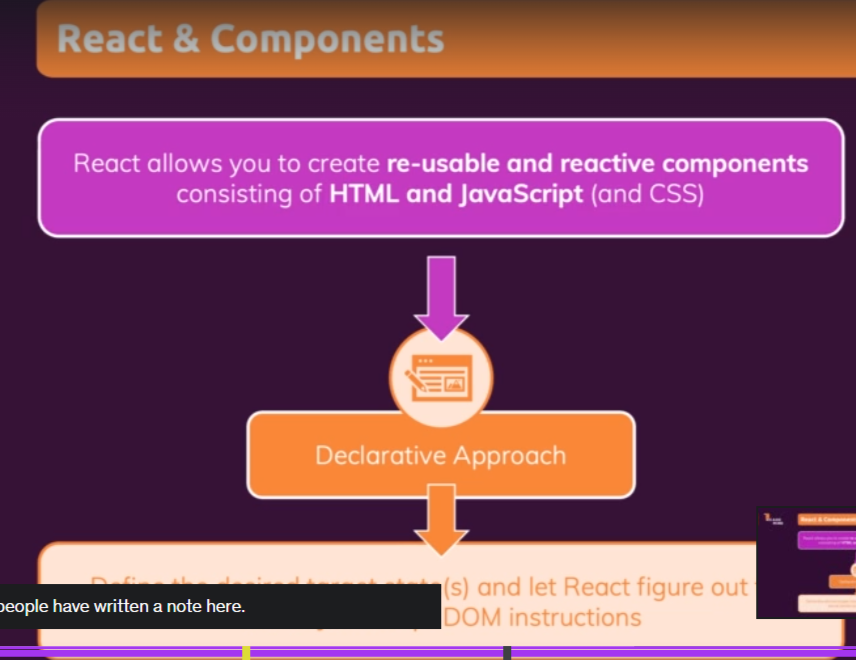 React & Components
React allows you to create re-usable and reactive components
consisting of HTML and JavaScript (and CSS)
Declarative Approach
Define the desired target state(s) and let React figure out
people have written a note here.
DOM instructions
React & Components